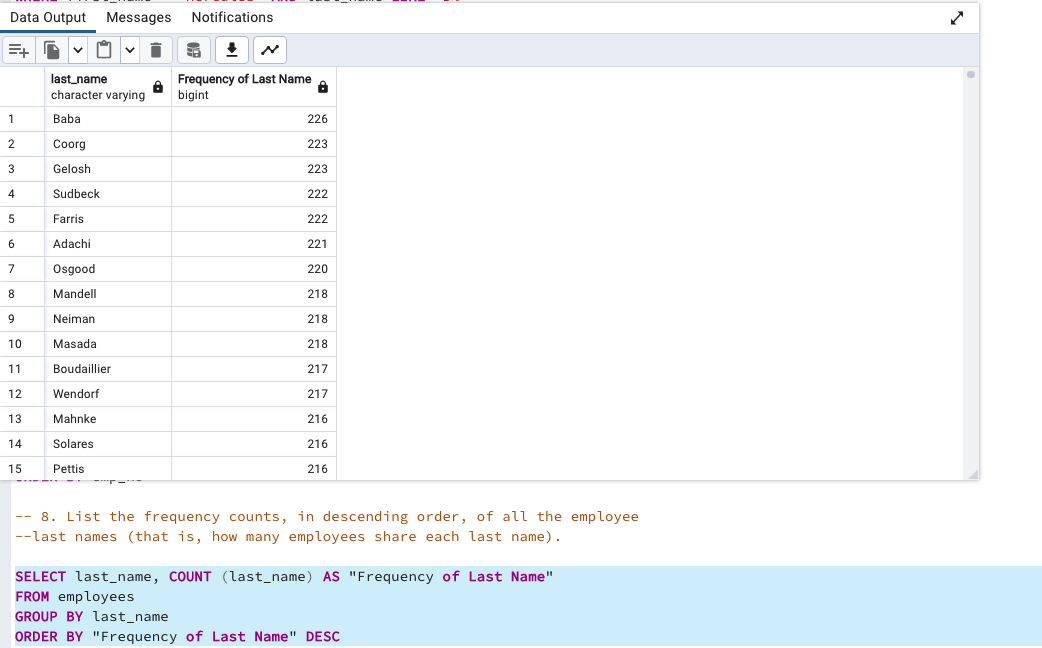 Data Output Messages Notifications
last_name Frequency of Last Name
character varying bigint
1 Baba 226
2 Coorg 223
3 Gelosh 223
4 Sudbeck 222
5 Farris 222
6 Adachi 221
7 Osgood 220
8 Mandell 218
9 Neiman 218
10 Masada 218
11 Boudaillier 217
12 Wendorf 217
13 Mahnke 216
14 Solares 216
15 Pettis 216
-- 8. List the frequency counts, in descending order, of all the employee
--last names (that is, how many employees share each last name).
SELECT last_name, COUNT (last_name) AS "Frequency of Last Name"
FROM employees
GROUP BY last_name
ORDER BY "Frequency of Last Name" DESC